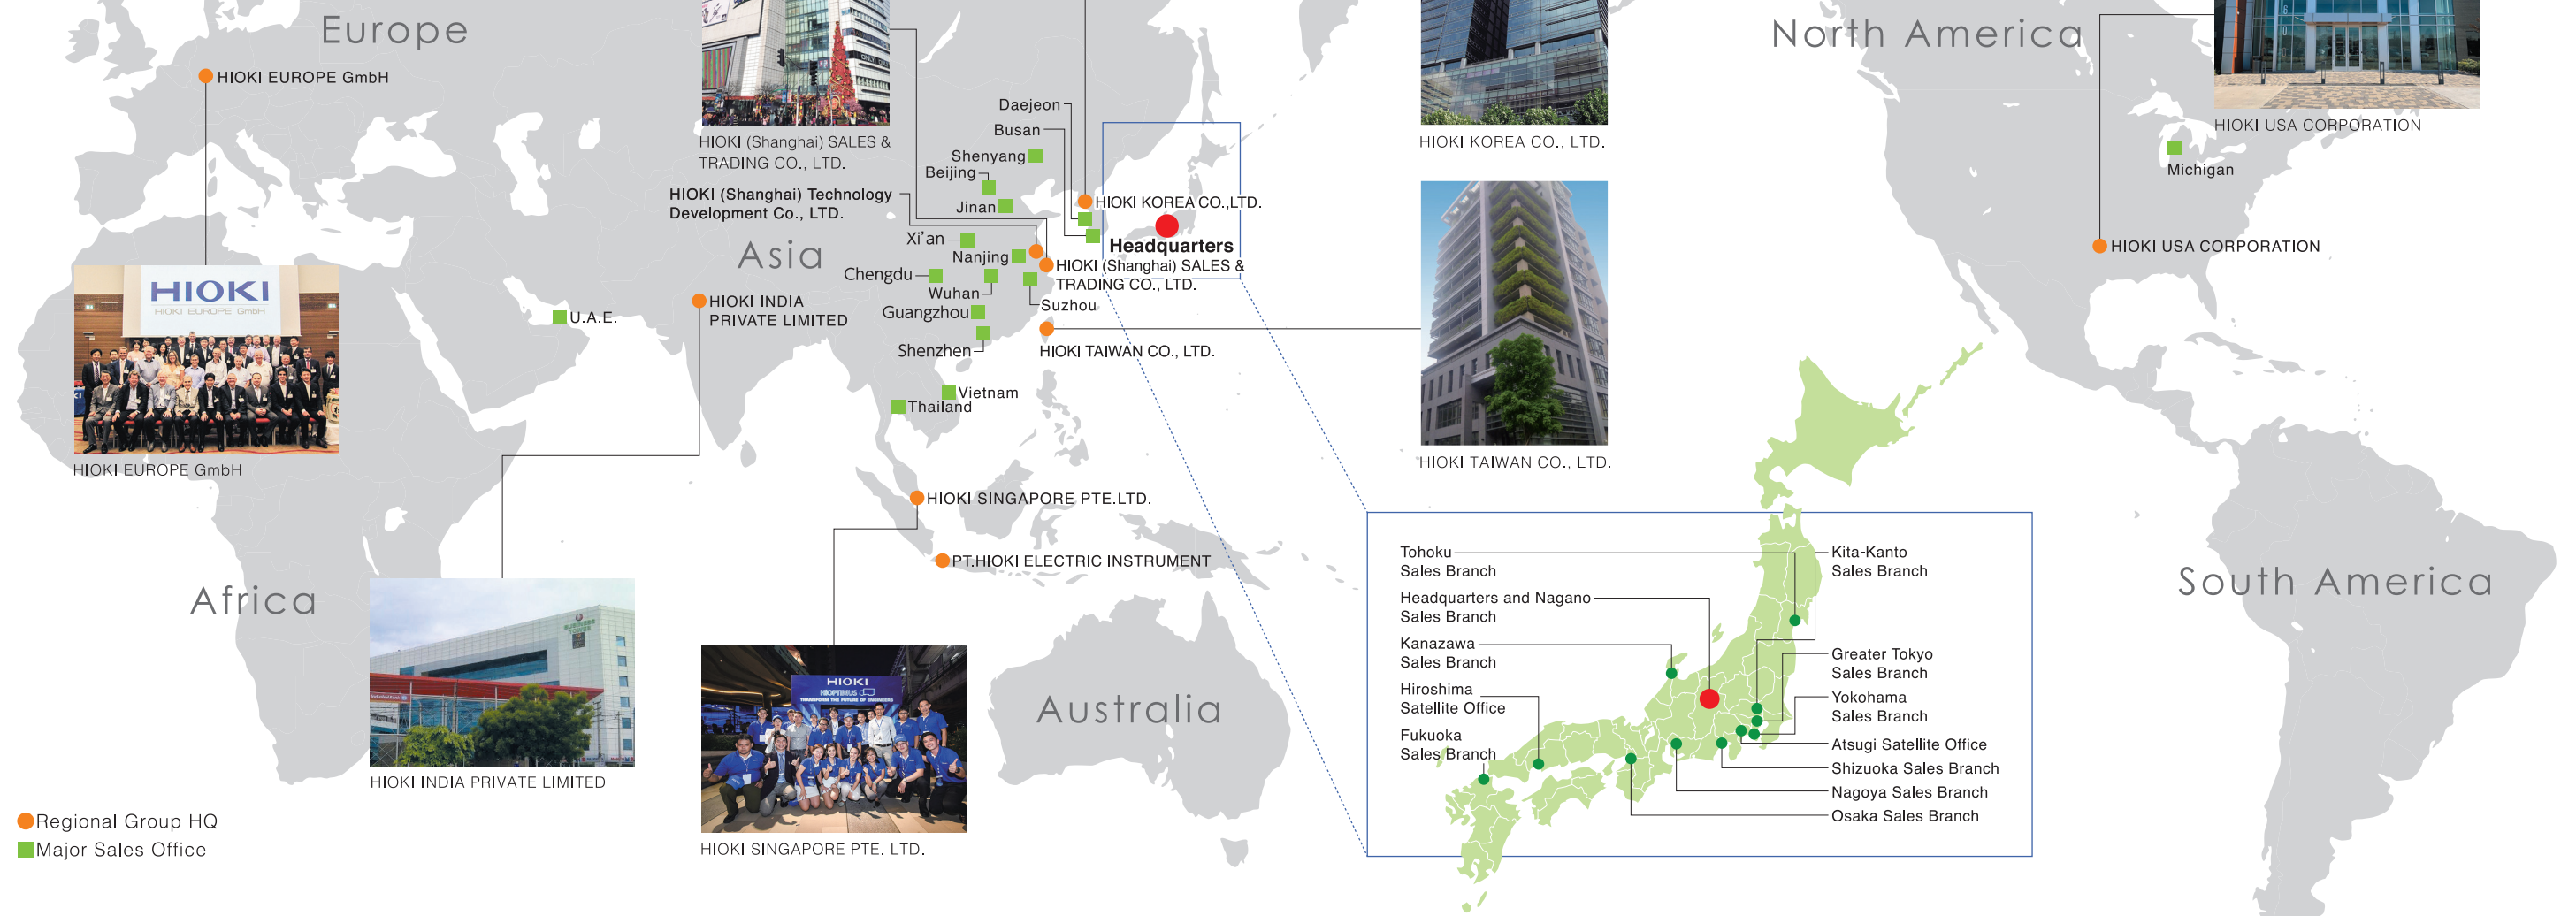 Europe
HIOKI EUROPE GmbH
HIOKI
HIOKI EUROPE GmbH
HIOKI EUROPE GmbH
Africa
HIOKI INDIA PRIVATE LIMITED
Regional Group HQ
Major Sales Office
U.A.E.
HIOKI (Shanghai) SALES &
TRADING CO., LTD.
HIOKI (Shanghai) Technology
Development Co., LTD.
Asia
HIOKI INDIA
PRIVATE LIMITED
Daejeon
Busan
Shenyang
Beijing
Jinan
Xi'an
Nanjing
Chengdu
Wuhan
Guangzhou
Shenzhen
Suzhou
HIOKI KOREA CO.,LTD.
Headquarters
HIOKI (Shanghai) SALES &
TRADING CO., LTD.
HIOKI TAIWAN CO., LTD.
Vietnam
Thailand
HIOKI SINGAPORE PTE.LTD.
PT.HIOKI ELECTRIC INSTRUMENT
HIOKI
HIOPTIMUS
TRANSFORM THE FUTURE OF ENGINEERS
HIOKI SINGAPORE PTE. LTD.
Australia
HIOKI KOREA CO., LTD.
HIOKI TAIWAN CO., LTD.
North America
HIOKI USA CORPORATION
Michigan
HIOKI USA CORPORATION
South America
Tohoku
Sales Branch
Headquarters and Nagano
Sales Branch
Kanazawa
Sales Branch
Hiroshima
Satellite Office
Fukuoka
Sales Branch
Kita-Kanto
Sales Branch
Greater Tokyo
Sales Branch
Yokohama
Sales Branch
Atsugi Satellite Office
Shizuoka Sales Branch
Nagoya Sales Branch
Osaka Sales Branch